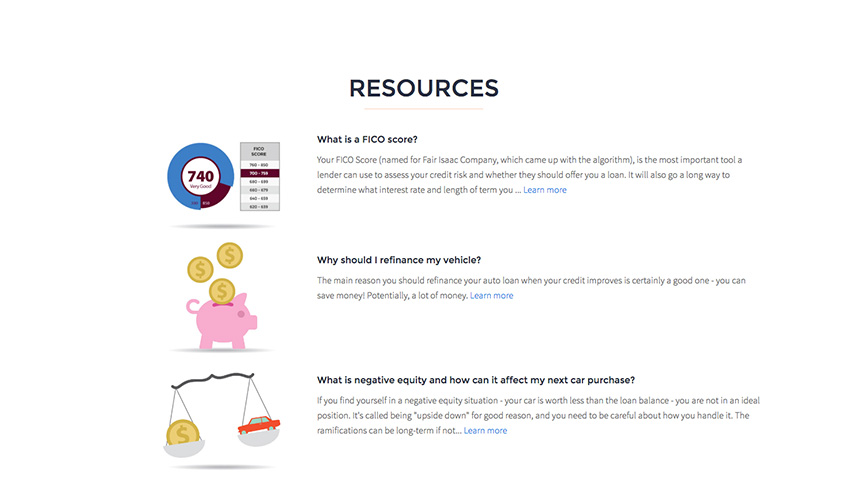 RESOURCES
What is a FICO score?
Your FICO Score (named for Fair Isaac Company, which came up with the algorithm), is the most important tool a
lender can use to assess your credit risk and whether they should offer you a loan. It will also go a long way to
determine what interest rate and length of term you ... Learn more
740
Very Good
FICO
SCORE
760 - 850
700 - 759
680 - 699
660 - 679
640 - 659
620 - 639
Why should I refinance my vehicle?
The main reason you should refinance your auto loan when your credit improves is certainly a good one - you can
save money! Potentially, a lot of money. Learn more
$
$
$
What is negative equity and how can it affect my next car purchase?
If you find yourself in a negative equity situation - your car is worth less than the loan balance - you are not in an ideal
position. It's called being "upside down" for good reason, and you need to be careful about how you handle it. The
ramifications can be long-term if not... Learn more
$